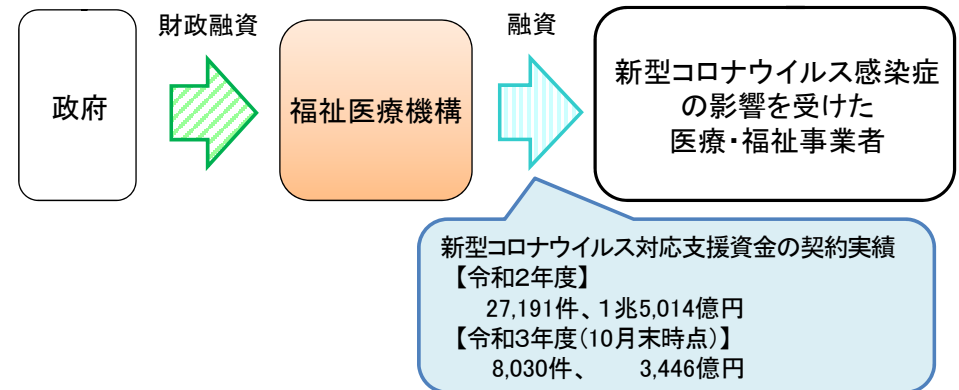 財政融資
融資
政府
福祉医療機構
新型コロナウイルス感染症
の影響を受けた
医療・福祉事業者
新型コロナウイルス対応支援資金の契約実績
【令和2年度】
27,191件、1兆5,014億円
【令和3年度(10月末時点)】
8,030件、　　3,446億円